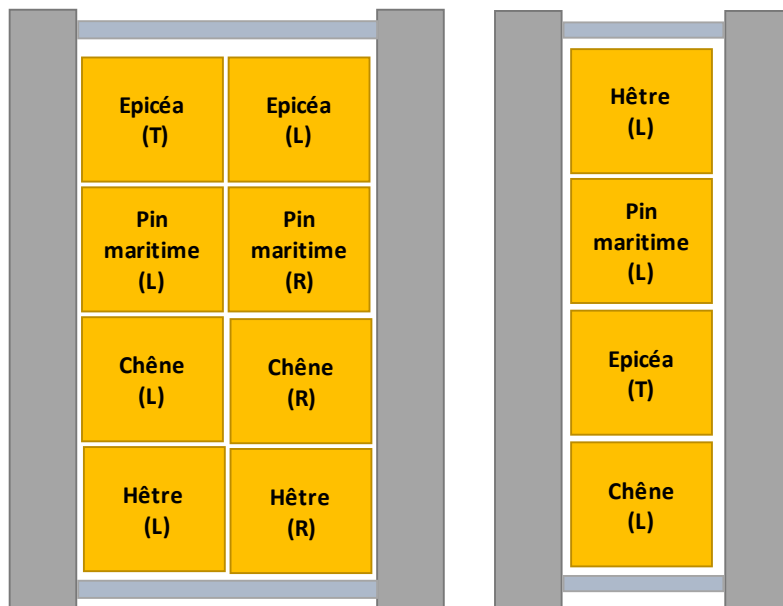 Epicéa
(T)
Epicéa
(L)
Pin
maritime
(L)
Pin
maritime
(R)
Chêne
(L)
Chêne
(R)
Hêtre
(L)
Hêtre
(R)
Hêtre
(L)
Pin
maritime
(L)
Epicéa
(T)
Chêne
(L)